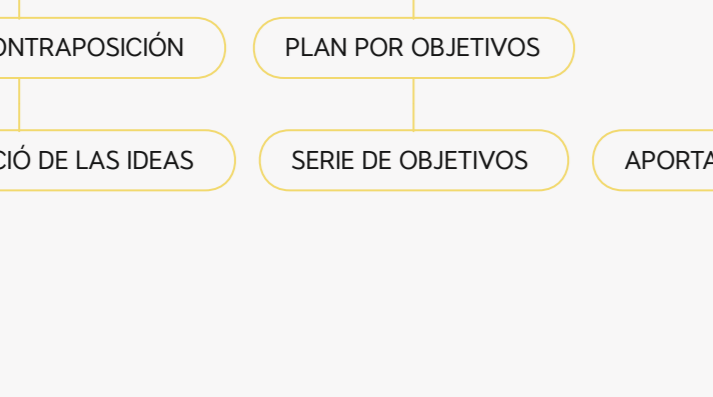 ONTRAPOSICIÓN
PLAN POR OBJETIVOS
CIÓ DE LAS IDEAS
SERIE DE OBJETIVOS
APORTA